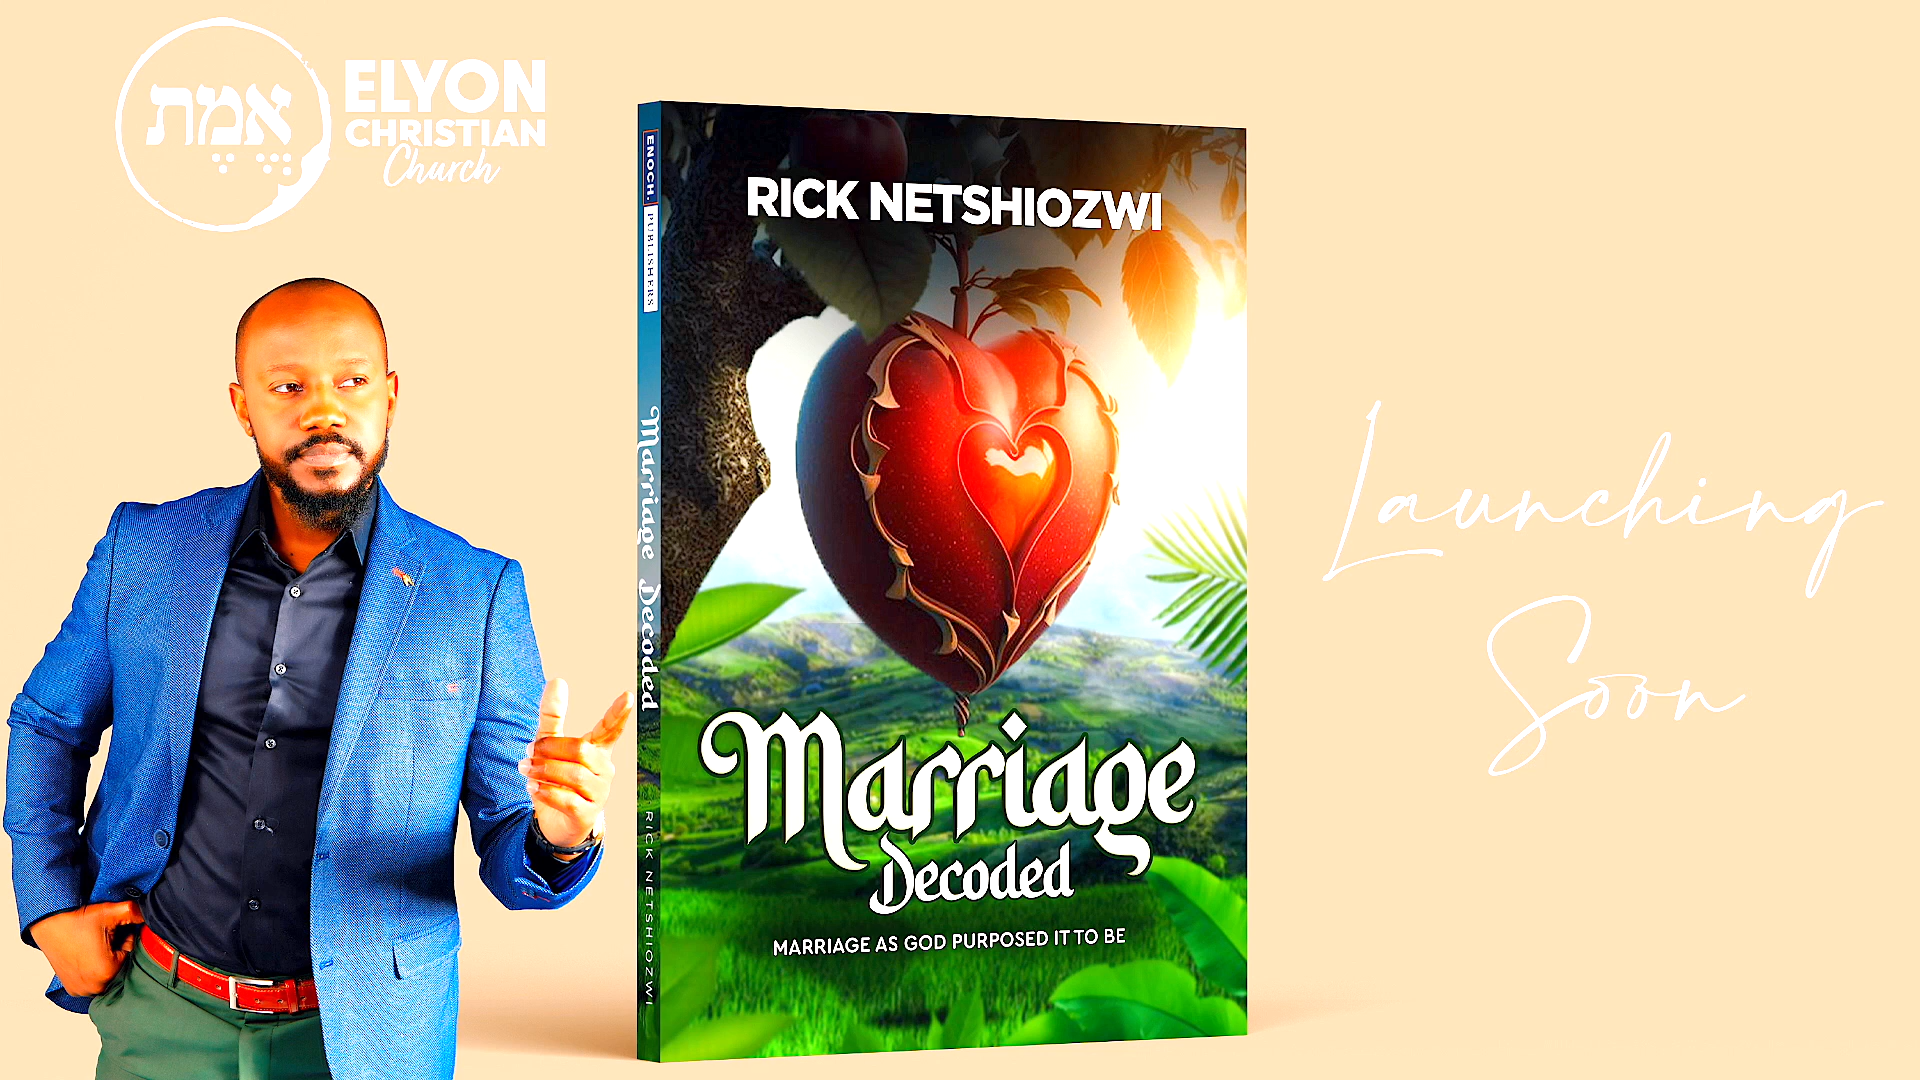 אֱמֶת
ELYON
CHRISTIAN
Church
ENOCH.
PUBLISHERS
Marriage Decoded
RICK NETSHIOZWI
RICK NETSHIOZWI
Marriage
Decoded
MARRIAGE AS GOD PURPOSED IT TO BE
Launching
Soon